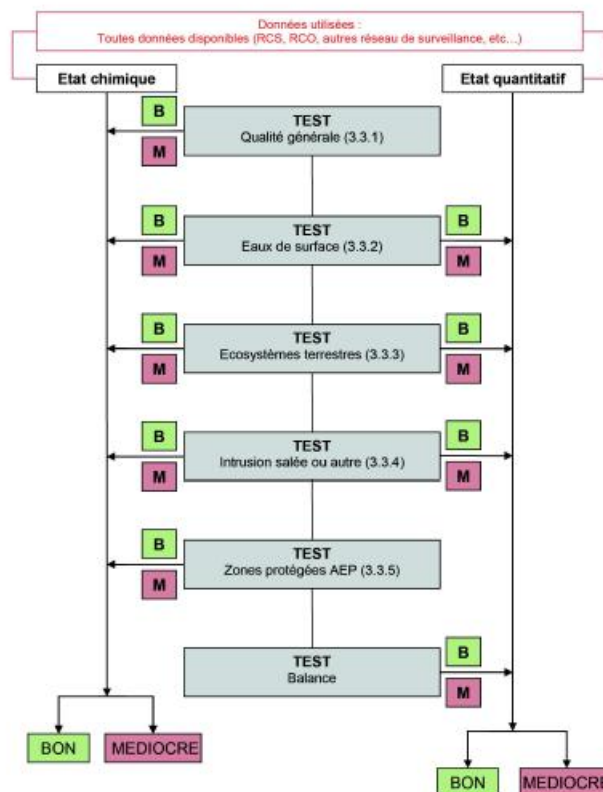 Données utilisées :
Toutes données disponibles (RCS, RCO, autres réseau de surveillance, etc…)
Etat chimique
Etat quantitatif
B
TEST
Qualité générale (3.3.1)
M
B
TEST
B
Eaux de surface (3.3.2)
M
M
B
TEST
B
Ecosystèmes terrestres (3.3.3)
M
M
B
TEST
B
Intrusion salée ou autre (3.3.4)
M
M
B
TEST
Zones protégées AEP (3.3.5)
M
TEST
B
Balance
M
BON
MEDIOCRE
BON
MEDIOCRE